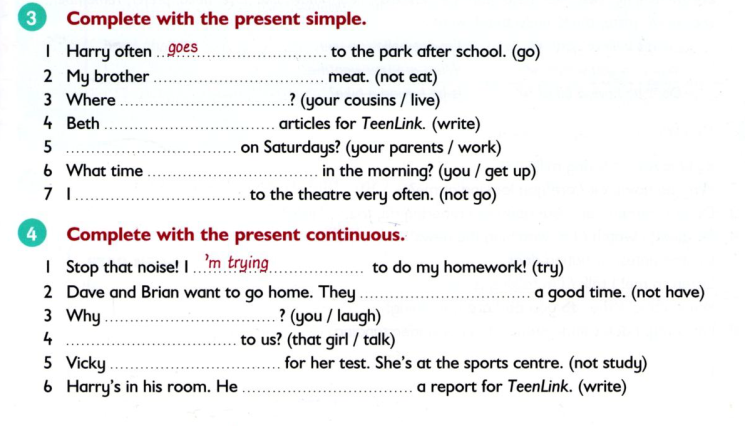 3 Complete with the present simple.
1 Harry often ..goes............................ to the park after school. (go)
2 My brother .................................. meat. (not eat)
3 Where ..................................? (your cousins / live)
4 Beth .................................. articles for TeenLink. (write)
5 .................................. on Saturdays? (your parents / work)
6 What time .................................. in the morning? (you / get up)
7 I .................................. to the theatre very often. (not go)
4 Complete with the present continuous.
1 Stop that noise! I ...'m trying................... to do my homework! (try)
2 Dave and Brian want to go home. They .................................. a good time. (not have)
3 Why .................................. ? (you / laugh)
4 .................................. to us? (that girl / talk)
5 Vicky .................................. for her test. She's at the sports centre. (not study)
6 Harry's in his room. He .................................. a report for TeenLink. (write)